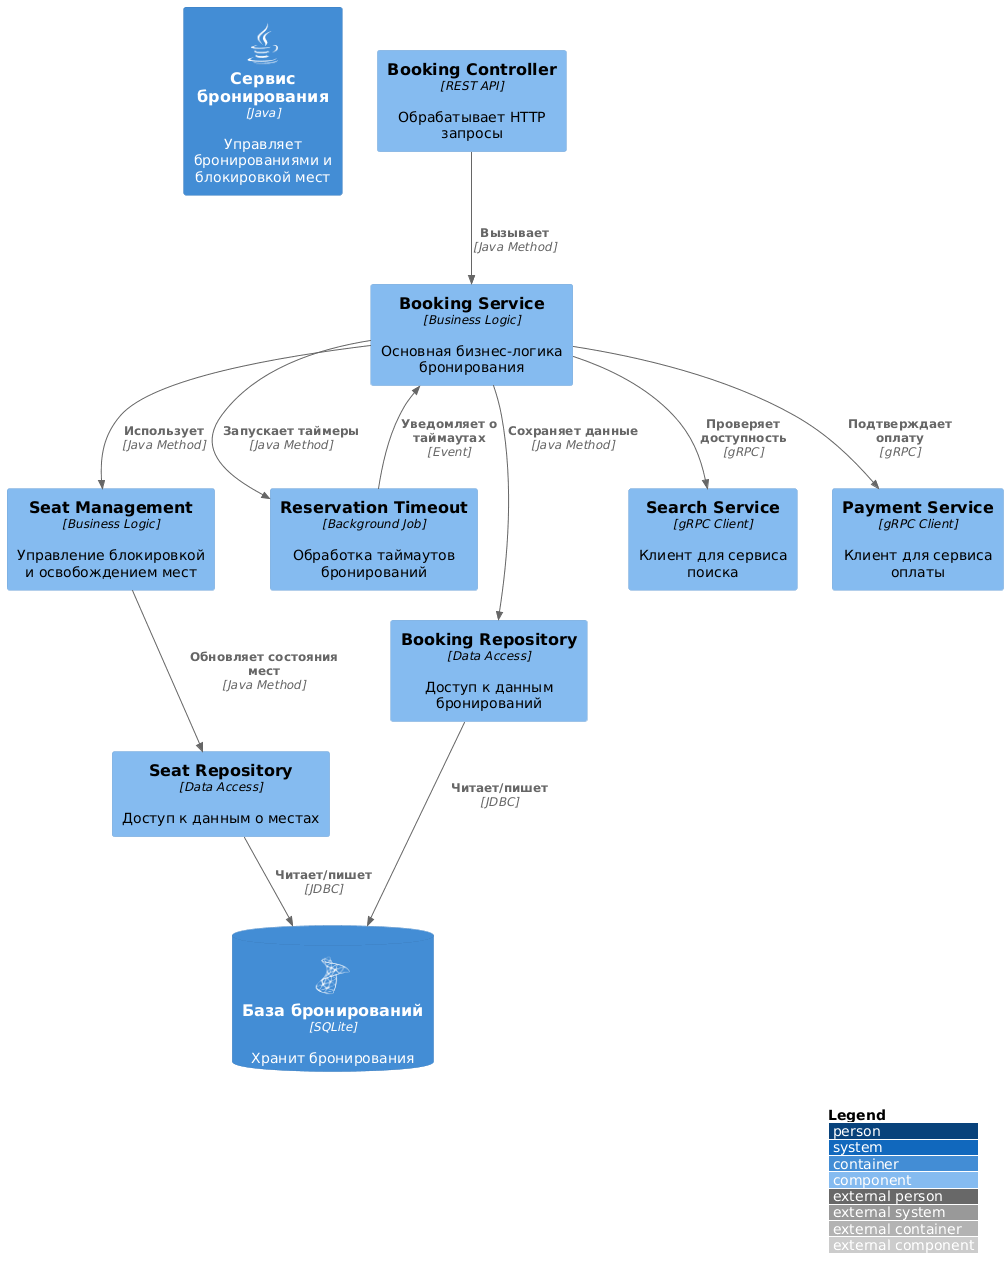 Сервис
бронирования
[Java]
Управляет
бронированиями и
блокировкой мест
Booking Controller
[REST API]
Обрабатывает HTTP
запросы
Вызывает
[Java Method]
Booking Service
[Business Logic]
Основная бизнес-логика
бронирования
Использует
[Java Method]
Запускает таймеры
[Java Method]
Уведомляет о
таймаутах
[Event]
Сохраняет данные
[Java Method]
Проверяет
доступность
[gRPC]
Подтверждает
оплату
[gRPC]
Seat Management
[Business Logic]
Управление блокировкой
и освобождением мест
Reservation Timeout
[Background Job]
Обработка таймаутов
бронирований
Search Service
[gRPC Client]
Клиент для сервиса
поиска
Payment Service
[gRPC Client]
Клиент для сервиса
оплаты
Booking Repository
[Data Access]
Доступ к данным
бронирований
Обновляет состояния
мест
[Java Method]
Seat Repository
[Data Access]
Доступ к данным о местах
Читает/пишет
[JDBC]
Читает/пишет
[JDBC]
База бронирований
[SQLite]
Хранит бронирования
Legend
person
system
container
component
external person
external system
external container
external component